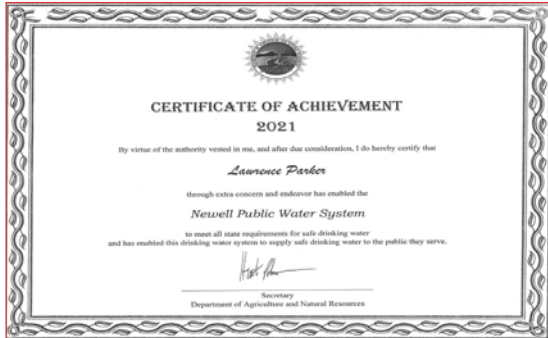 CERTIFICATE OF ACHIEVEMENT
2021
By virtue of the authority vested in me, and after due consideration, I do hereby certify that
Lawrence Parker
through extra concern and endeavor has enabled the
Newell Public Water System
to meet all state requirements for safe drinking water
and has enabled this drinking water system to supply safe drinking water to the public they serve.
Secretary
Department of Agriculture and Natural Resources